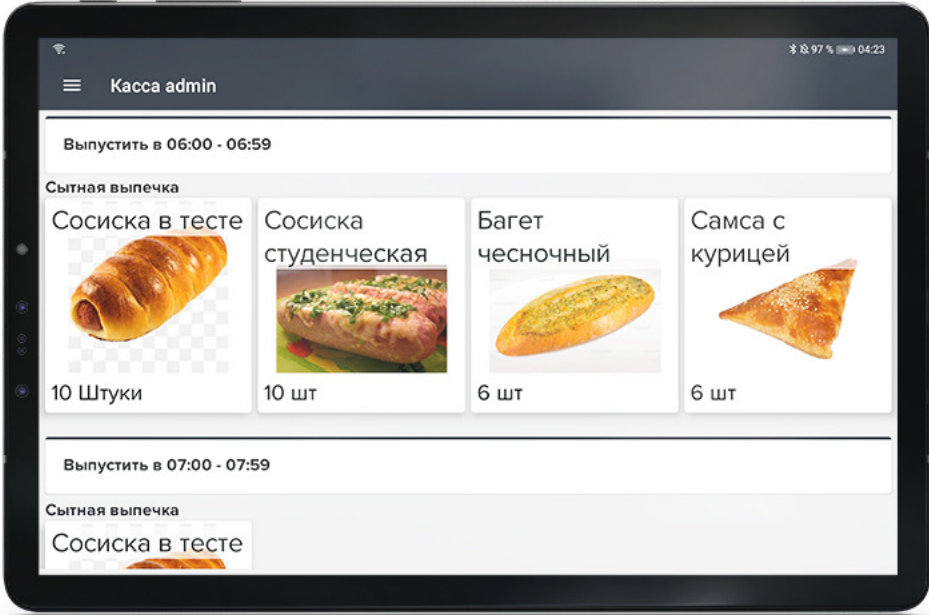 97 % 04:23
Касса admin
Выпустить в 06:00 - 06:59
Сытная выпечка
Сосиска в тесте
10 Штуки
Сосиска
студенческая
10 шт
Багет
чесночный
6 шт
Самса с
курицей
6 шт
Выпустить в 07:00 - 07:59
Сытная выпечка
Сосиска в тесте